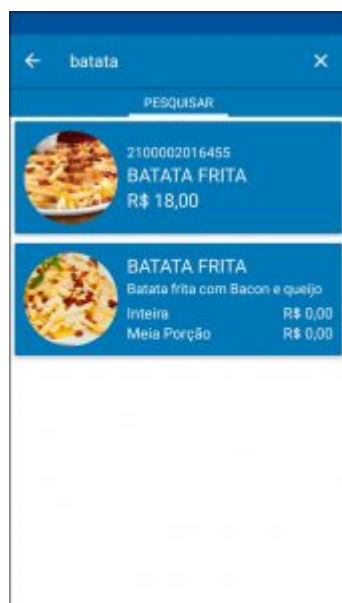 batata
PESQUISAR
2100002016455
BATATA FRITA
R$ 18,00
BATATA FRITA
Batata frita com Bacon e queijo
Inteira R$ 0,00
Meia Porção R$ 0,00